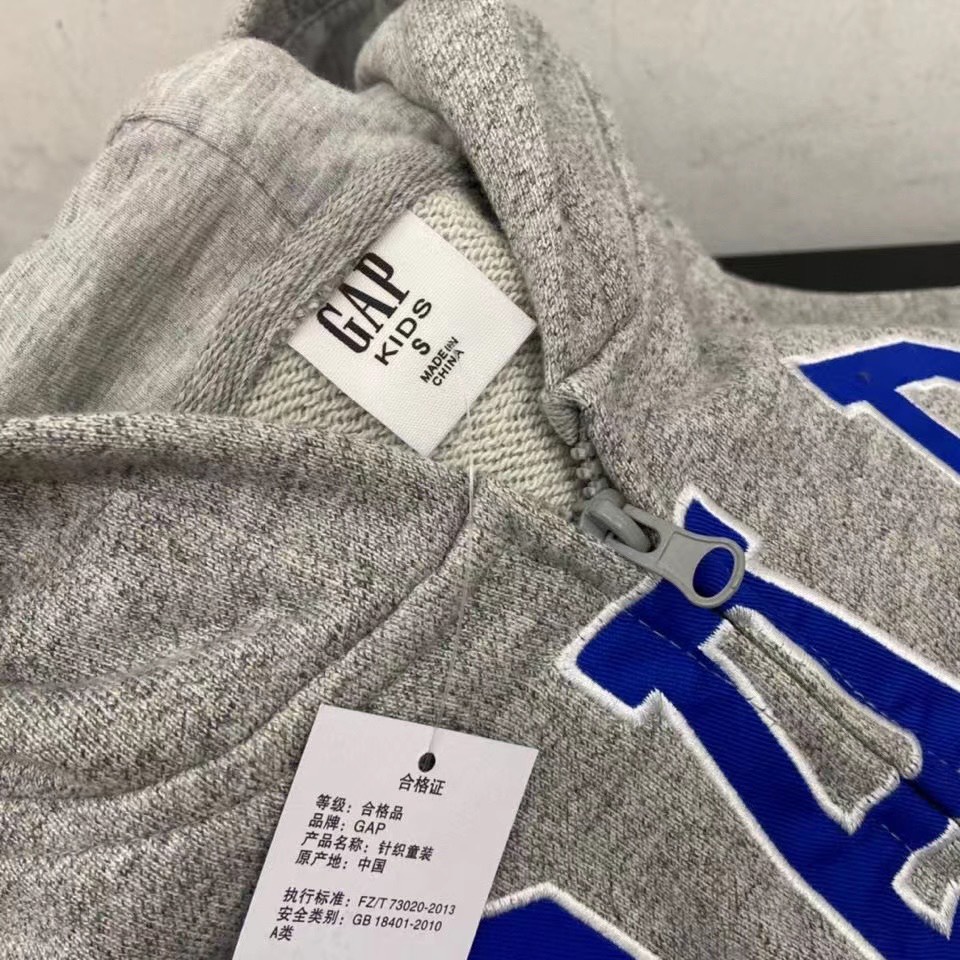 GAP
KIDS
S
MADE IN
CHINA
A
合格证
等级：合格品
品牌：GAP
产品名称：针织童装
原产地：中国
执行标准：FZ/T 73020-2013
安全类别：GB 18401-2010
A类